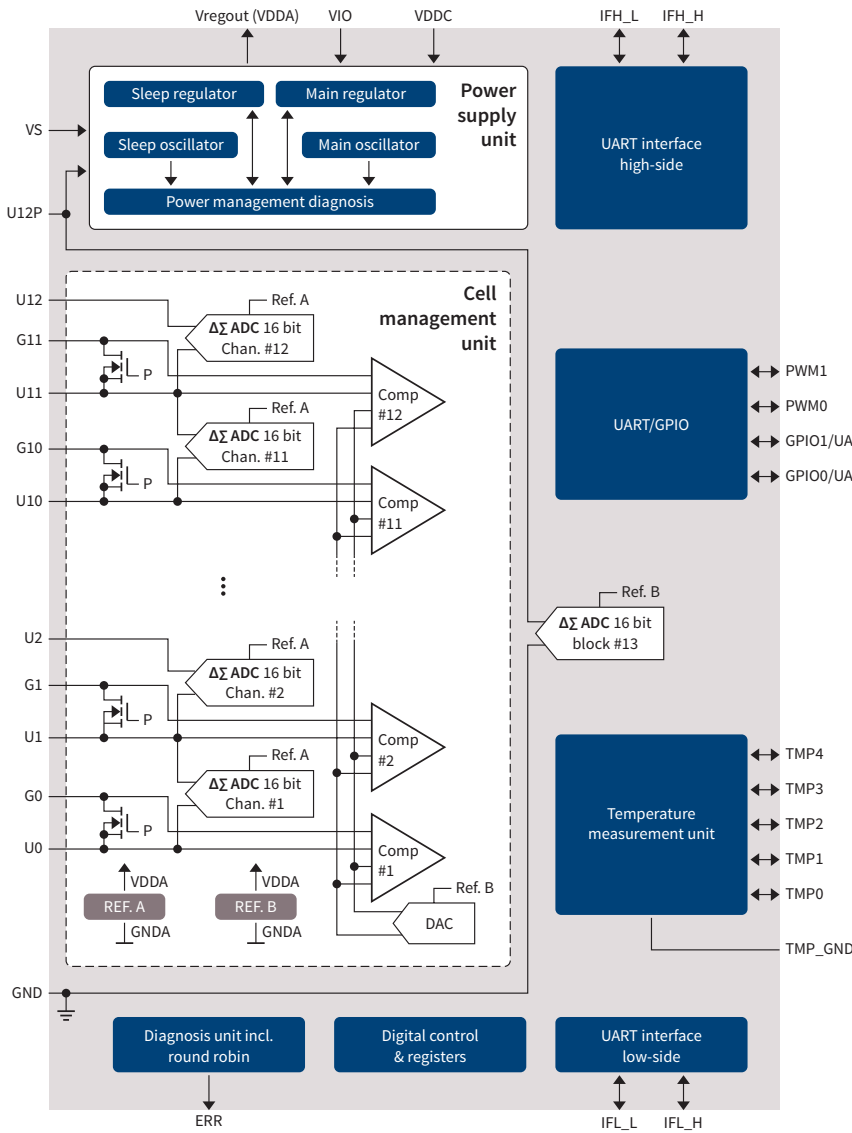 Vregout (VDDA) VIO VDDC IFH_L IFH_H
Sleep regulator
Main regulator
Power
supply
unit
Sleep oscillator
Main oscillator
Power management diagnosis
VS
U12P
UART interface
high-side
U12
G11
U11
G10
U10
Cell
management
unit
Ref. A
ΔΣ ADC 16 bit
Chan. #12
P
Comp
#12
Ref. A
ΔΣ ADC 16 bit
Chan. #11
P
Comp
#11
UART/GPIO
PWM1
PWM0
GPIO1/UA
GPIO0/UA
Ref. B
ΔΣ ADC 16 bit
block #13
U2
G1
U1
G0
U0
Ref. A
ΔΣ ADC 16 bit
Chan. #2
P
Comp
#2
Ref. A
ΔΣ ADC 16 bit
Chan. #1
P
Comp
#1
VDDA
REF. A
GNDA
VDDA
REF. B
GNDA
Ref. B
DAC
Temperature
measurement unit
TMP4
TMP3
TMP2
TMP1
TMP0
TMP_GND
GND
Diagnosis unit incl.
round robin
Digital control
& registers
UART interface
low-side
ERR
IFL_L IFL_H